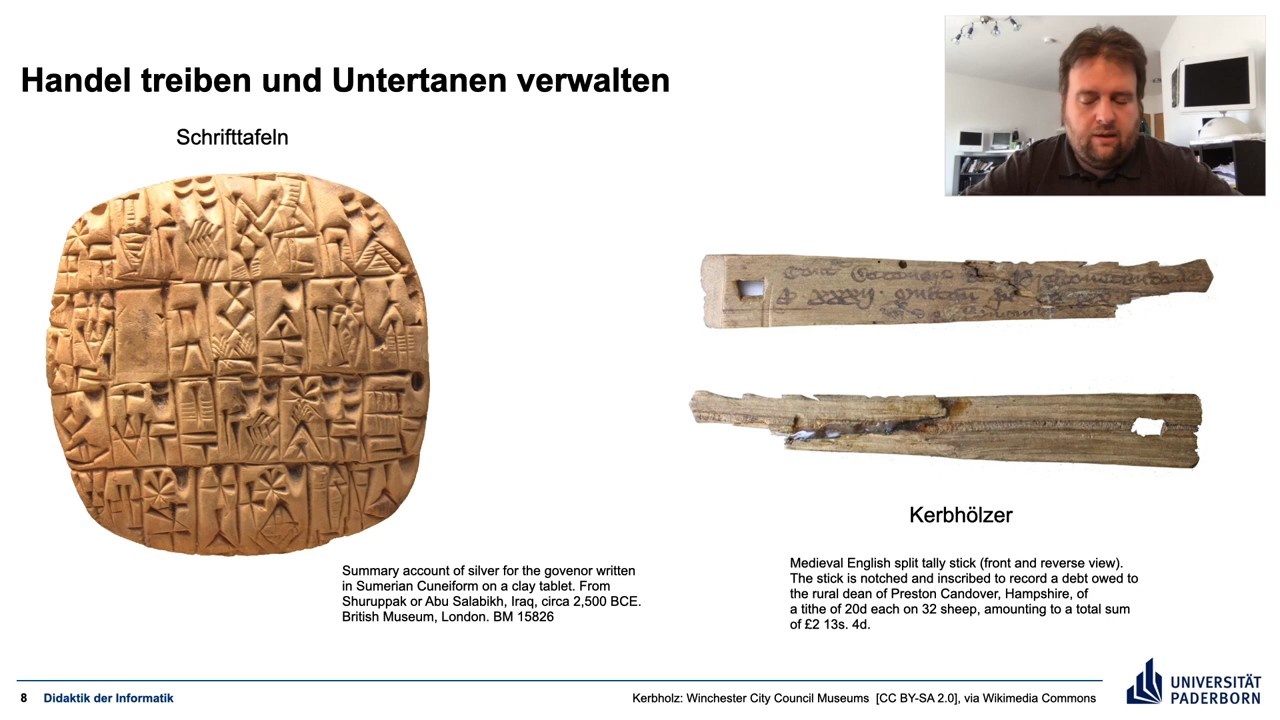 Handel treiben und Untertanen verwalten
Schrifttafeln
Kerbhölzer
Summary account of silver for the govenor written
in Sumerian Cuneiform on a clay tablet. From
Shuruppak or Abu Salabikh, Iraq, circa 2,500 BCE.
British Museum, London. BM 15826
Medieval English split tally stick (front and reverse view).
The stick is notched and inscribed to record a debt owed to
the rural dean of Preston Candover, Hampshire, of
a tithe of 20d each on 32 sheep, amounting to a total sum
of £2 13s. 4d.
8 Didaktik der Informatik
Kerbholz: Winchester City Council Museums [CC BY-SA 2.0], via Wikimedia Commons
UNIVERSITÄT
PADERBORN